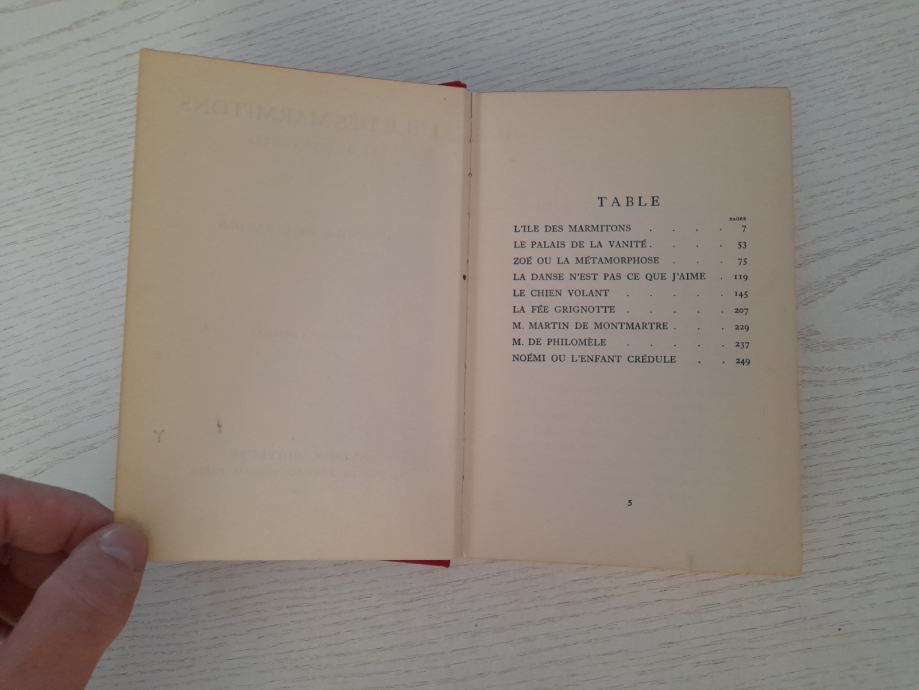 TABLE
PAGES
L'ILE DES MARMITONS . . . . 7
LE PALAIS DE LA VANITÉ . . . . 53
ZOÉ OU LA MÉTAMORPHOSE . . . 75
LA DANSE N'EST PAS CE QUE J'AIME . 119
LE CHIEN VOLANT . . . . . 145
LA FÉE GRIGNOTTE . . . . . 207
M. MARTIN DE MONTMARTRE . . . 229
M. DE PHILOMÈLE . . . . . 237
NOÉMI OU L'ENFANT CRÉDULE . . 249
5